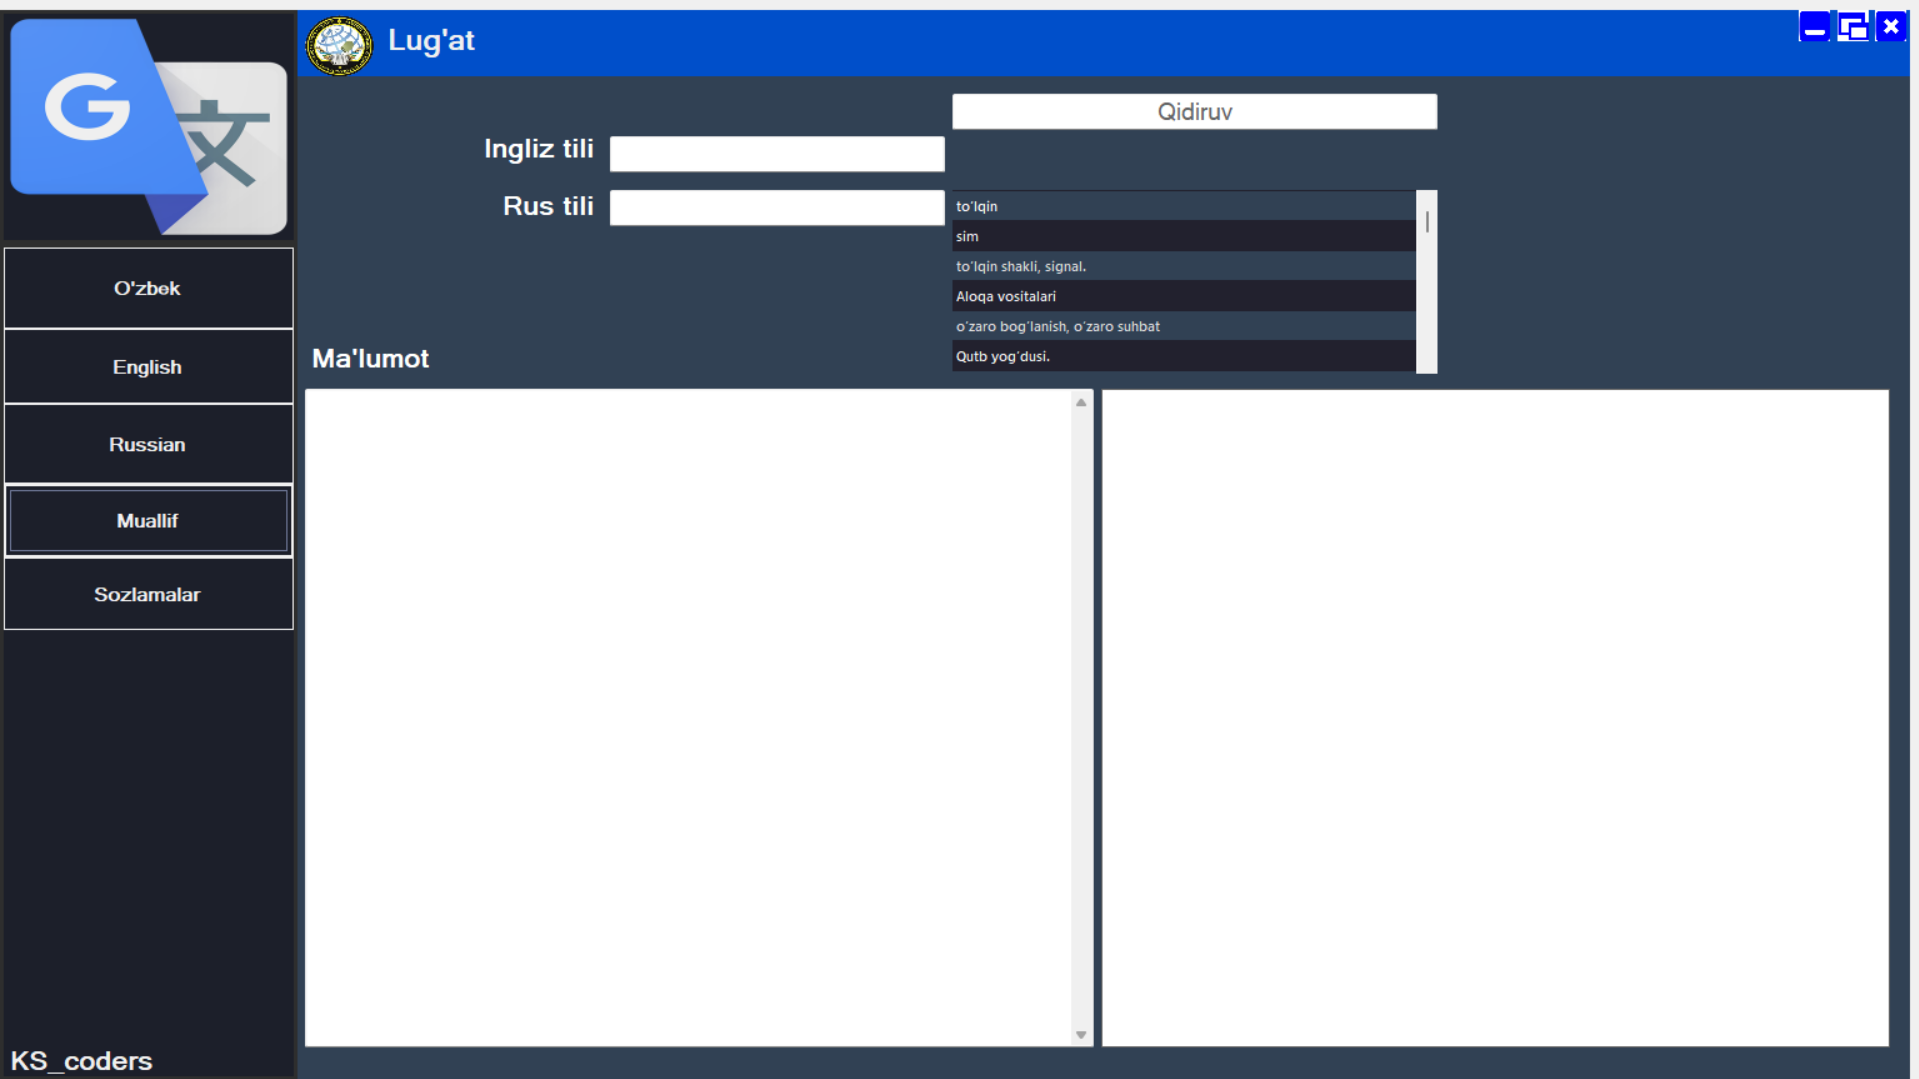 G
文
Lug'at
Qidiruv
Ingliz tili
Rus tili
to'lqin
sim
to'lqin shakli, signal.
Aloqa vositalari
o'zaro bog'lanish, o'zaro suhbat
Qutb yog'dusi.
O'zbek
English
Russian
Muallif
Sozlamalar
Ma'lumot
KS_coders